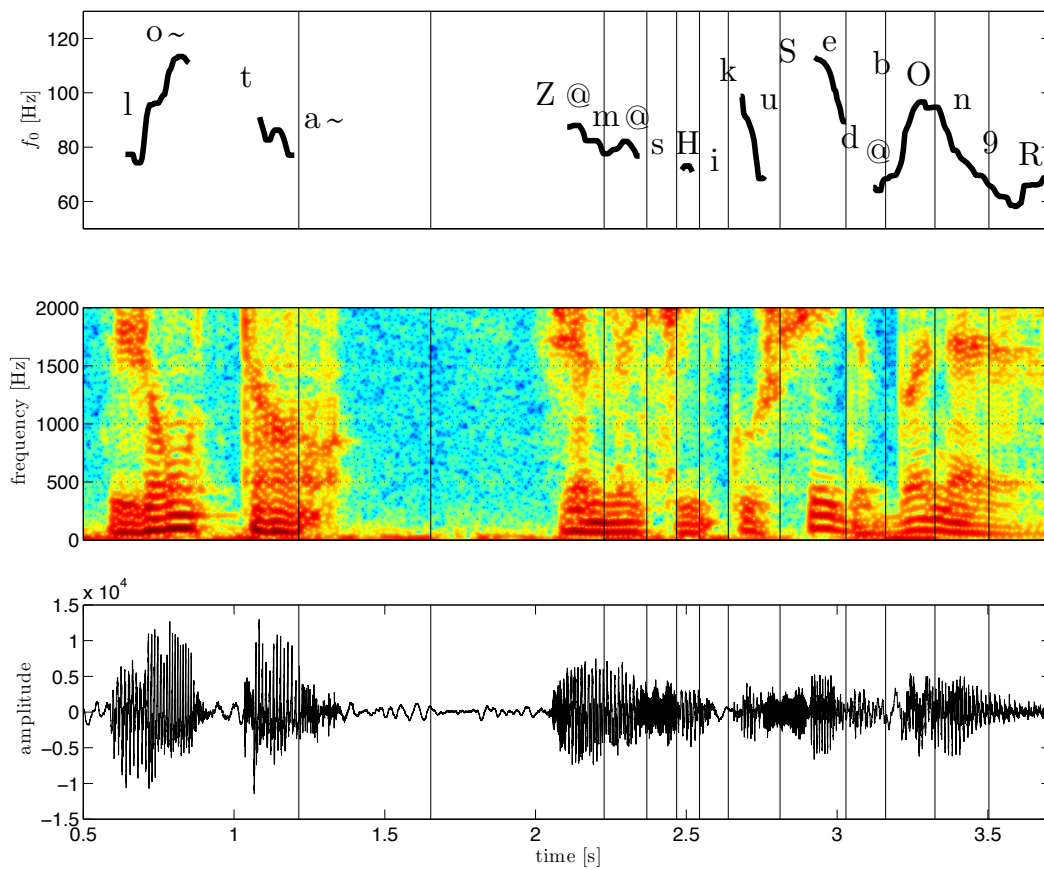 120
100
80
60
f₀ [Hz]
l o~ t a~ Z @ m @ s H i k u S e d @ b O n 9 R
2000
1500
1000
500
0
frequency [Hz]
x 10⁴
1.5
1
0.5
0
−0.5
−1
−1.5
amplitude
0.5 1 1.5 2 2.5 3 3.5
time [s]